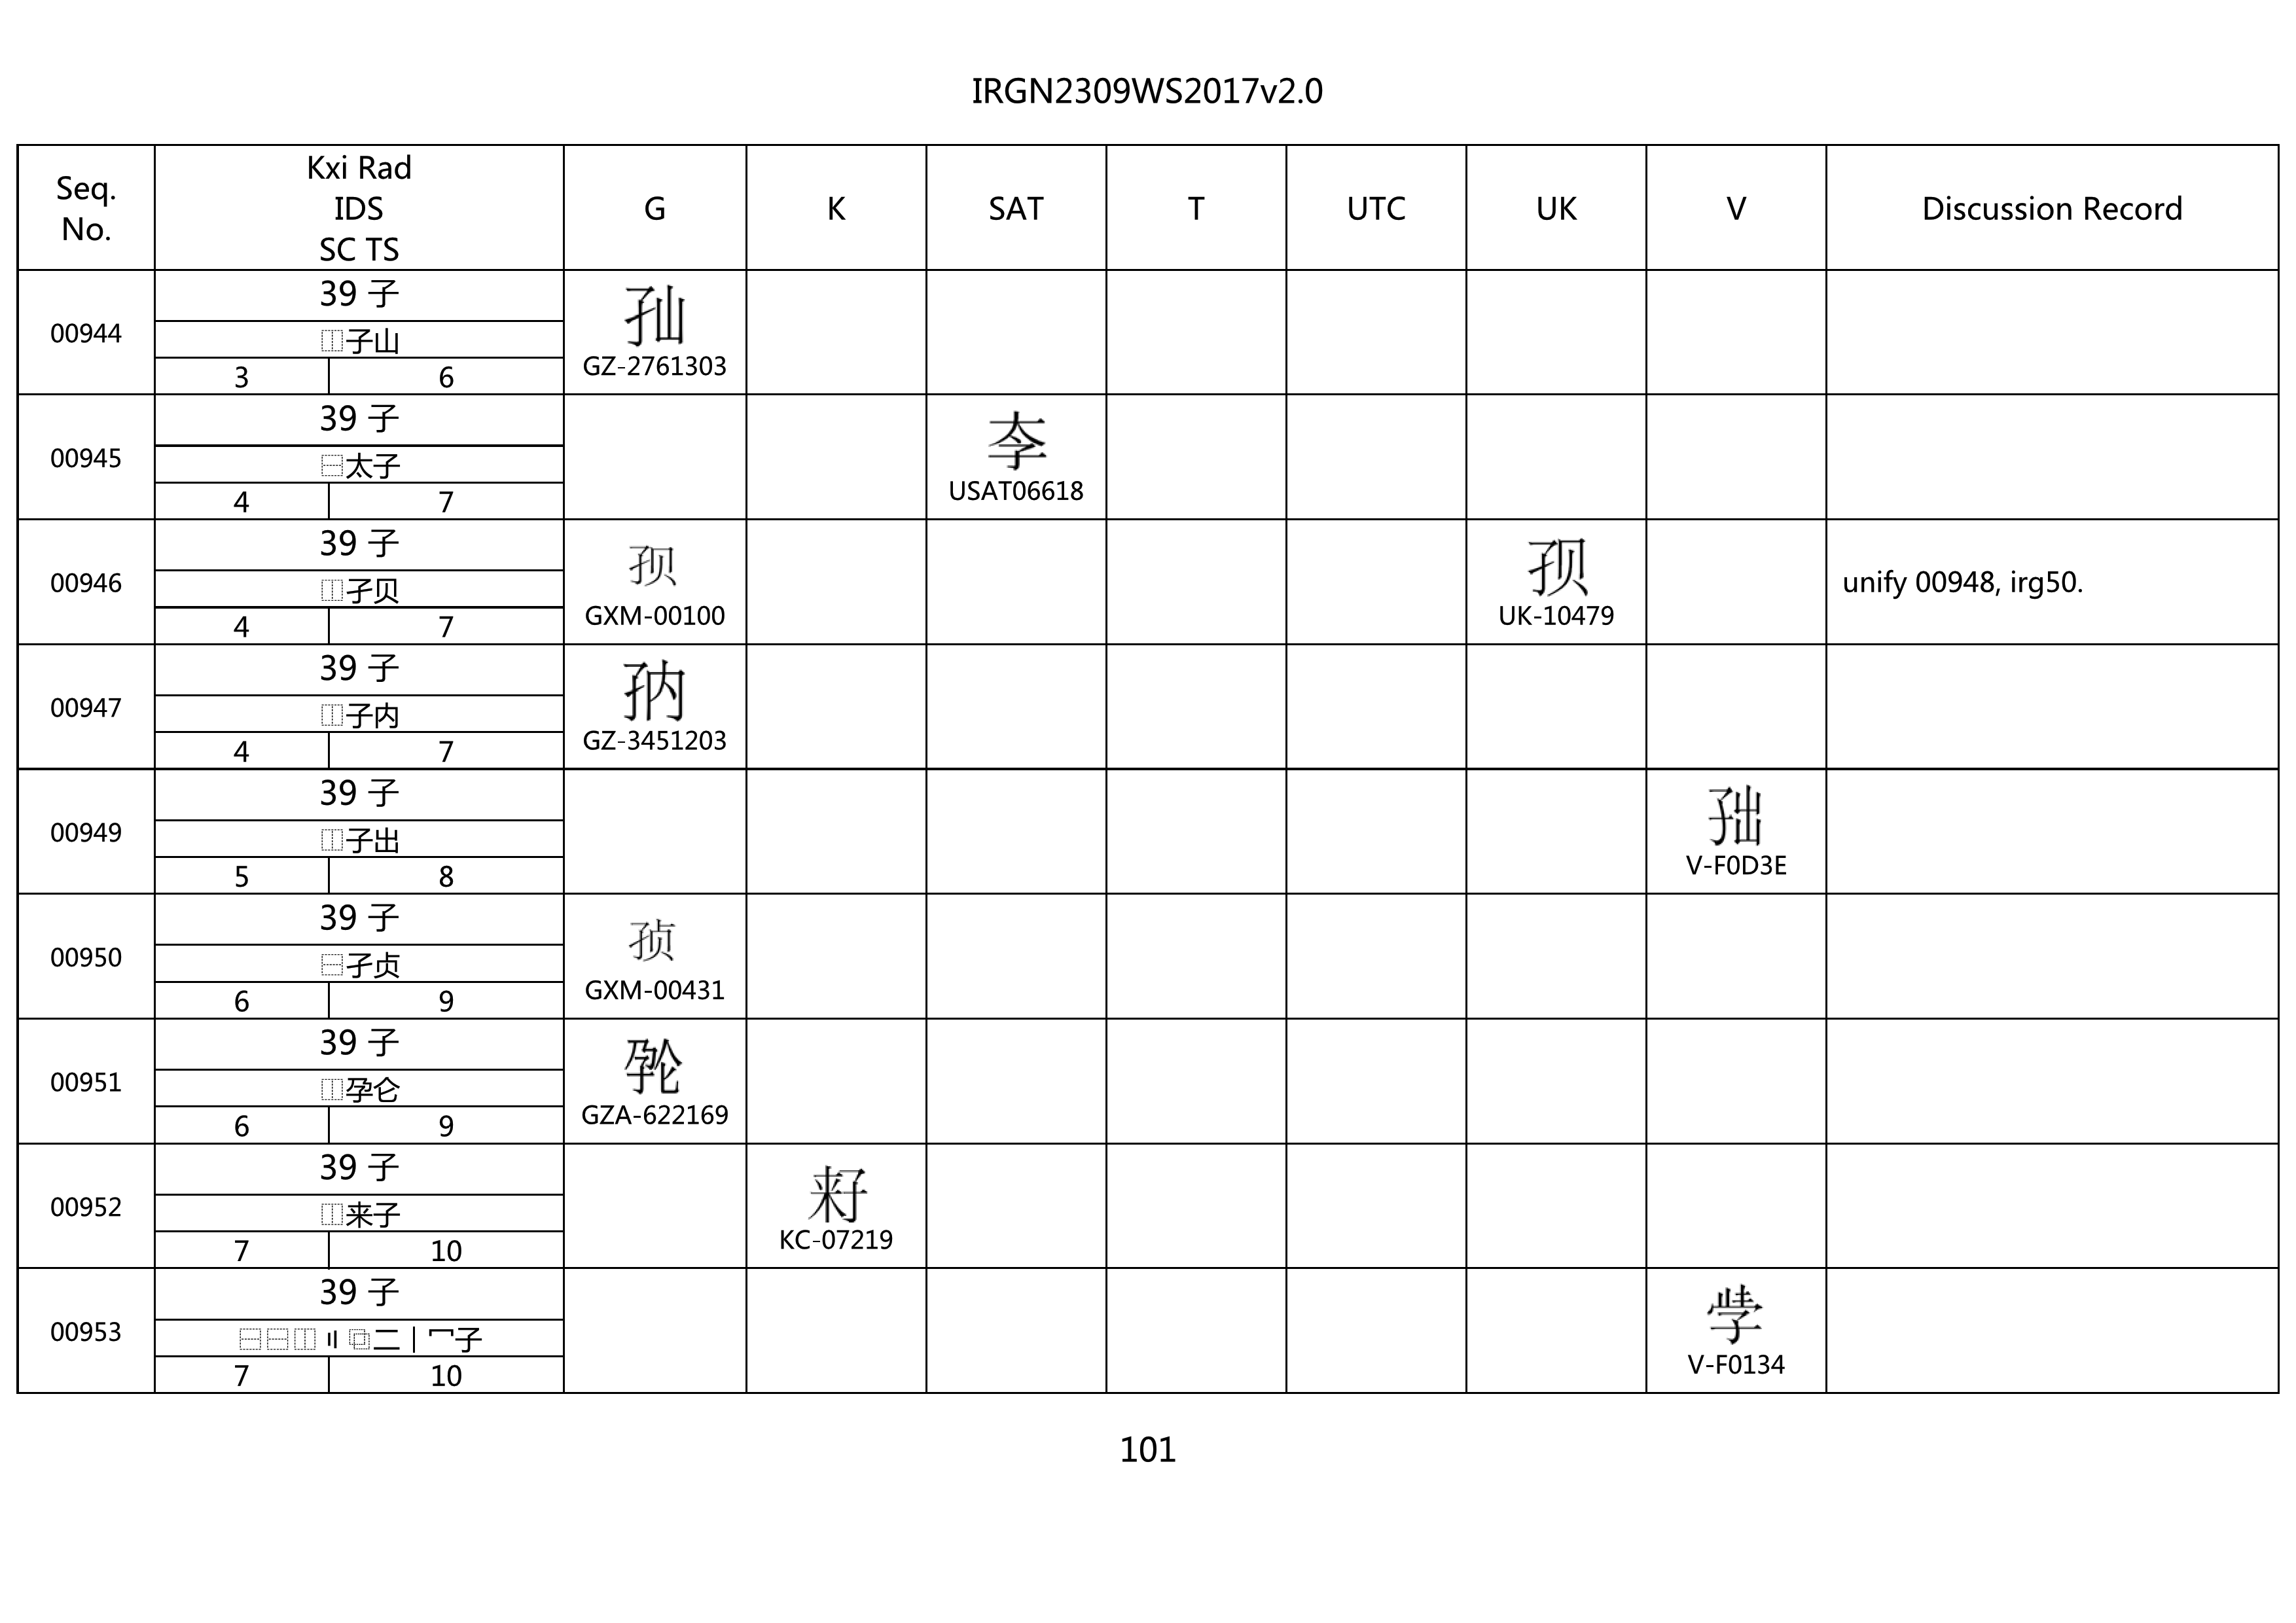 IRGN2309WS2017v2.0
Seq. No. Kxi Rad IDS SC TS G K SAT T UTC UK V Discussion Record
00944
39 子
⿰子山
3 6
GZ-2761303
00945
39 子
⿱太子
4 7
USAT06618
00946
39 子
⿰孑贝
4 7
GXM-00100
UK-10479
unify 00948, irg50.
00947
39 子
⿰子内
4 7
GZ-3451203
00949
39 子
⿰子出
5 8
V-F0D3E
00950
39 子
⿱孑贞
6 9
GXM-00431
00951
39 子
⿰孕仑
6 9
GZA-622169
00952
39 子
⿰来子
7 10
KC-07219
00953
39 子
⿱⿱⿰〢⿻二丨冖子
7 10
V-F0134
101